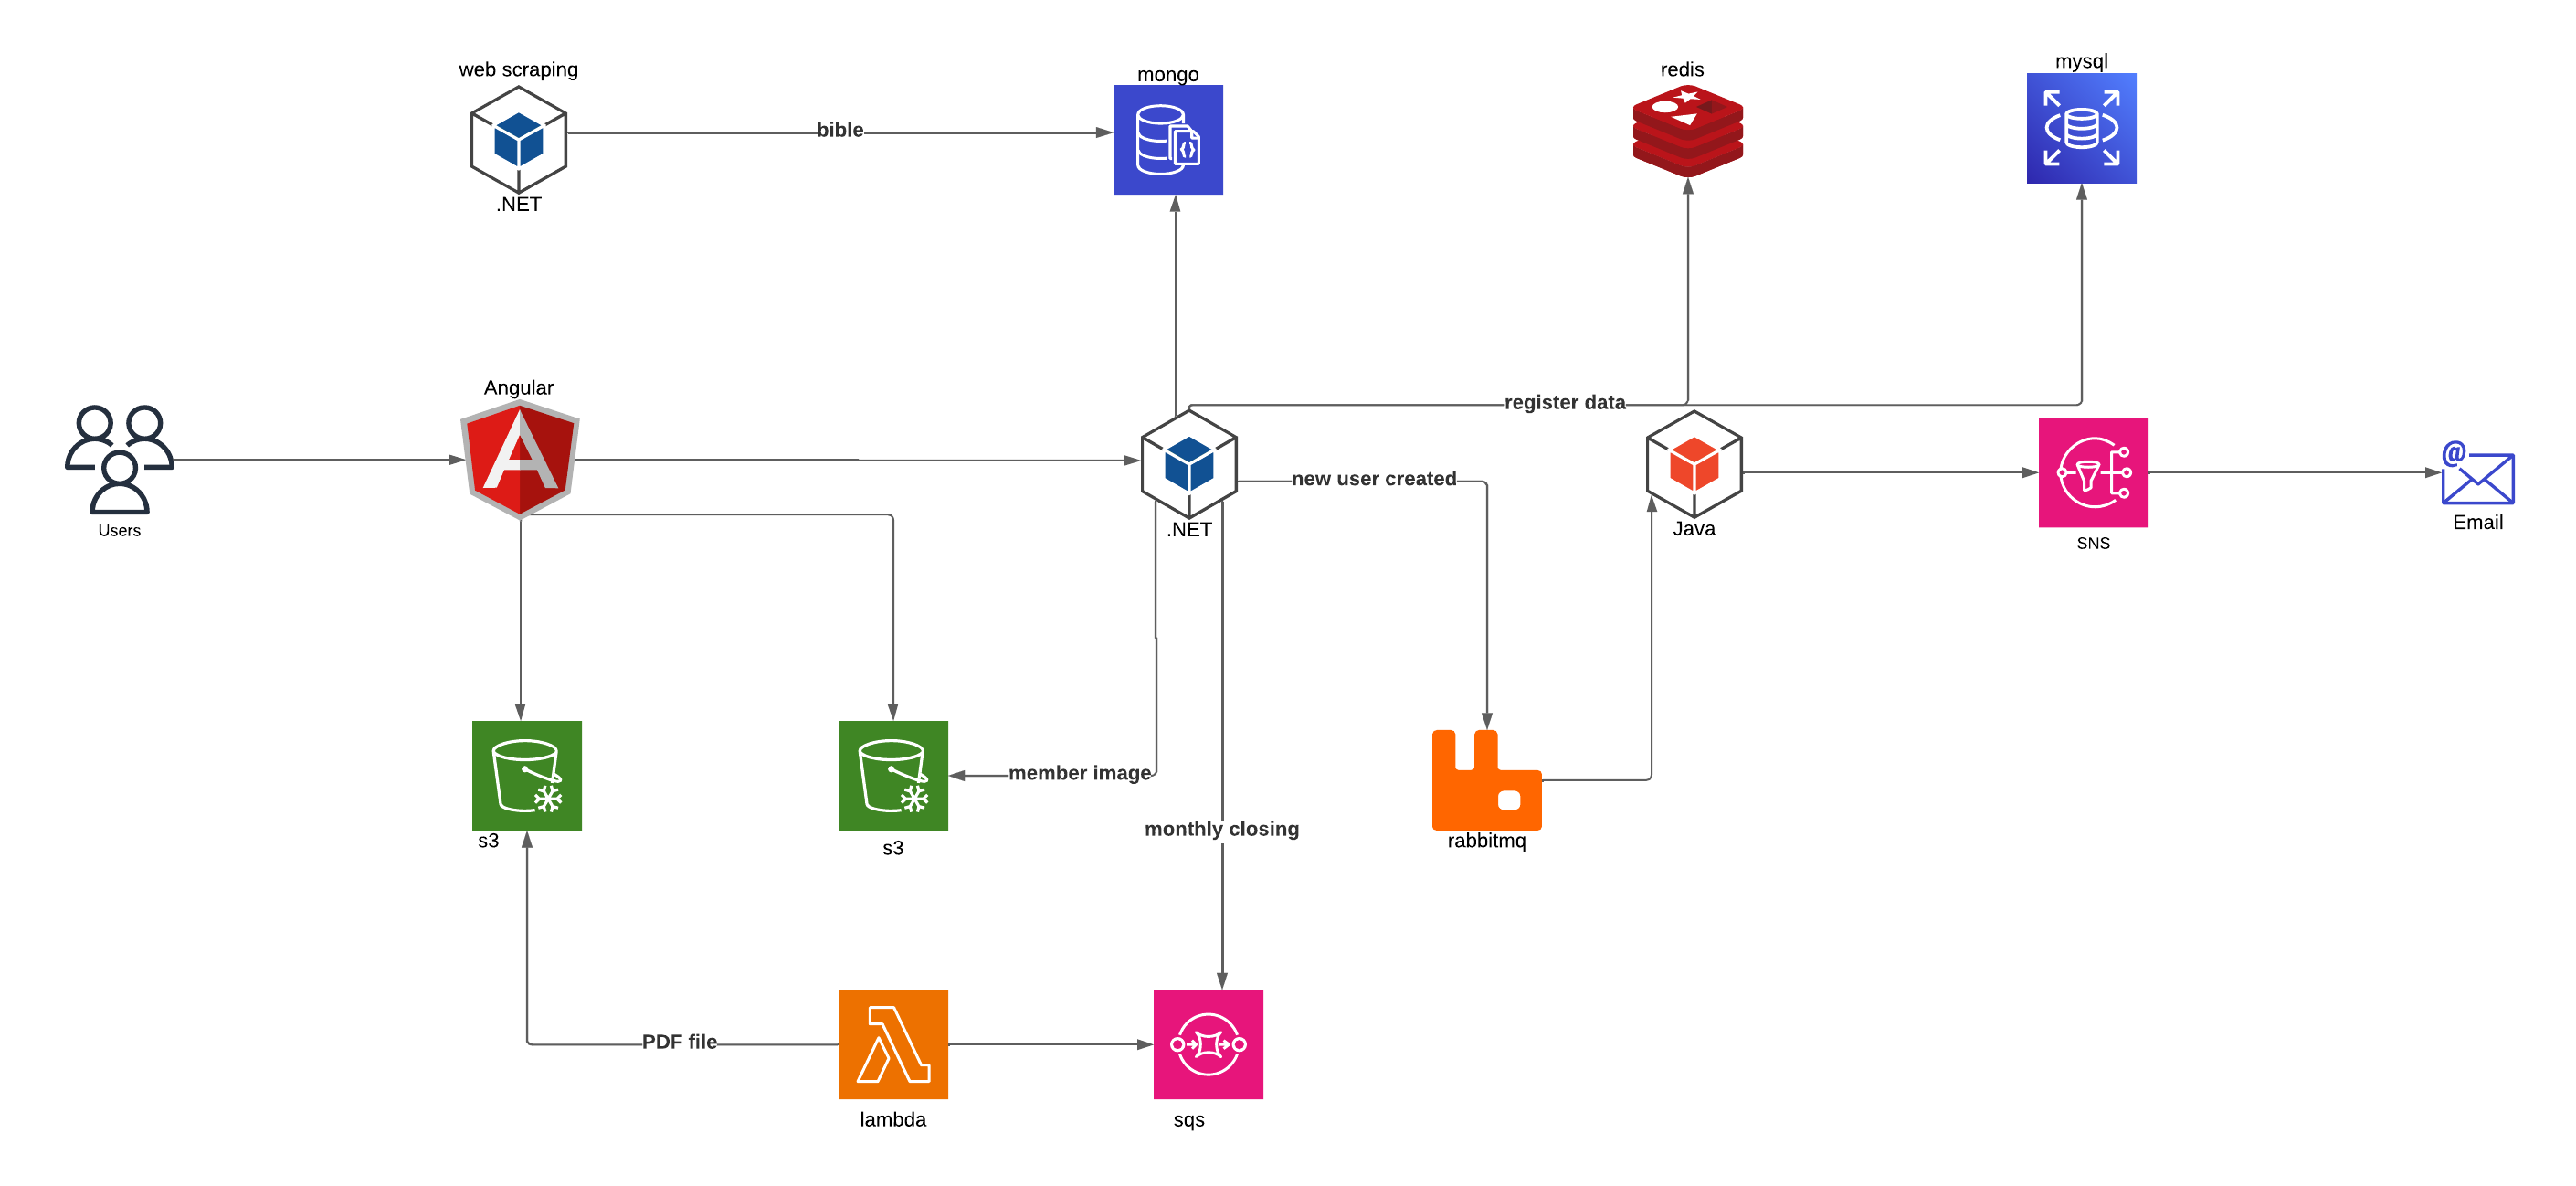 web scraping
.NET
bible
mongo
redis
mysql
Users
Angular
.NET
register data
new user created
Java
SNS
@
Email
s3
s3
member image
monthly closing
rabbitmq
PDF file
lambda
sqs